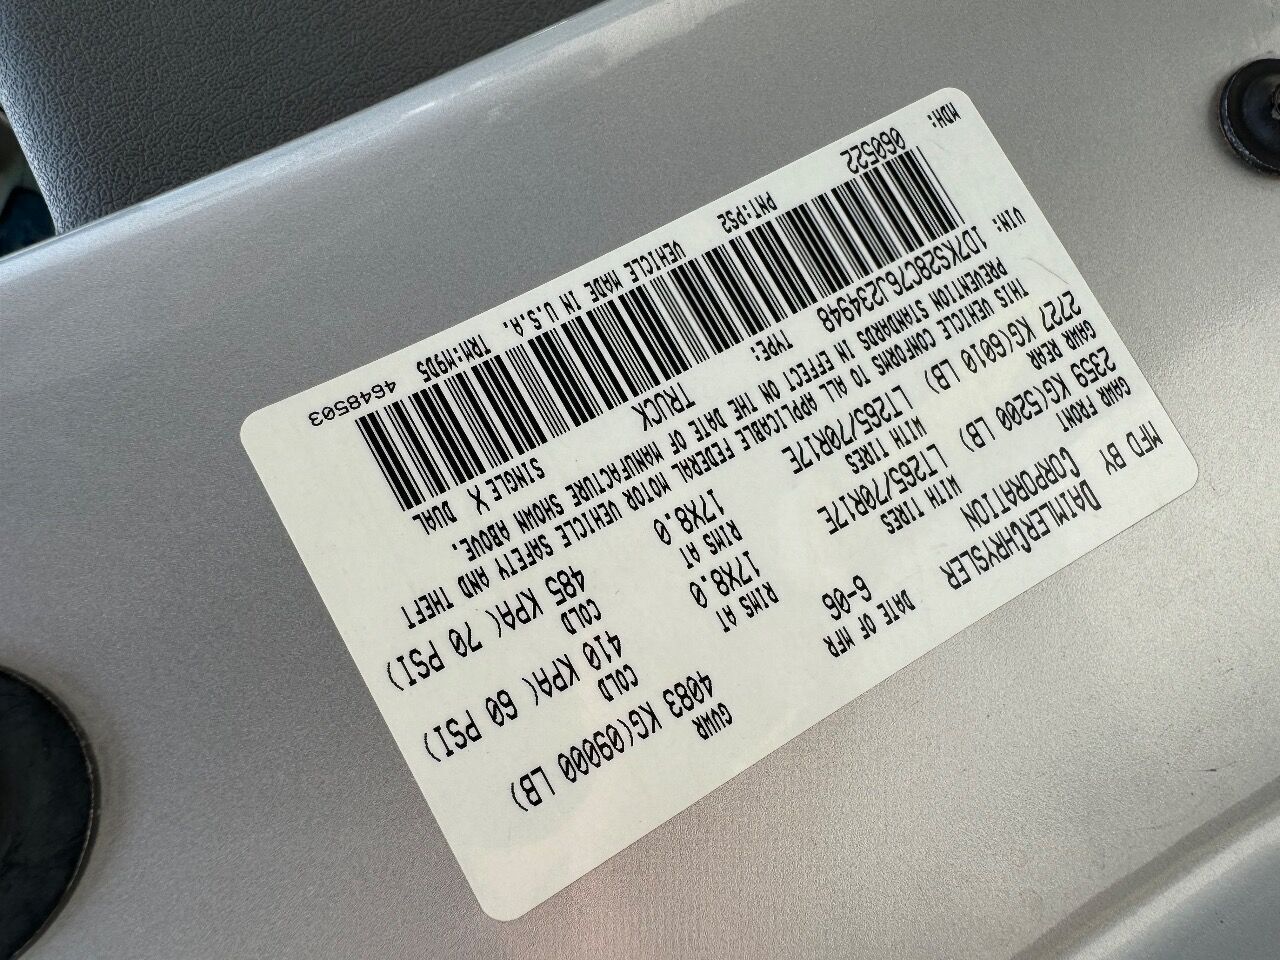 MFD BY DAIMLERCHRYSLER CORPORATION
DATE OF MFR 6-06
GVWR 4083 KG(09000 LB)
GAWR FRONT 2359 KG(5200 LB)
WITH TIRES LT265/70R17E
RIMS AT 17X8.0
COLD 410 KPA( 60 PSI)
GAWR REAR 2727 KG(6010 LB)
WITH TIRES LT265/70R17E
RIMS AT 17X8.0
COLD 485 KPA( 70 PSI)
THIS VEHICLE CONFORMS TO ALL APPLICABLE FEDERAL MOTOR VEHICLE SAFETY AND THEFT
PREVENTION STANDARDS IN EFFECT ON THE DATE OF MANUFACTURE SHOWN ABOVE.
VIN: 1D7KS28C76J234948
TYPE: TRUCK
SINGLE X DUAL
MDH: 060522
PNT:PS2
VEHICLE MADE IN U.S.A.
TRM:M9D5
4648503